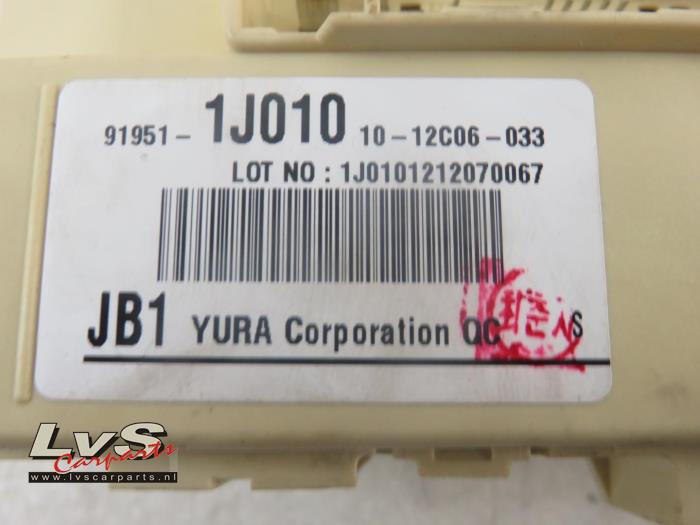 91951- 1J010 10-12C06-033
LOT NO : 1J0101212070067
JB1 YURA Corporation QC S
LvS
Carparts
www.lvscarparts.nl